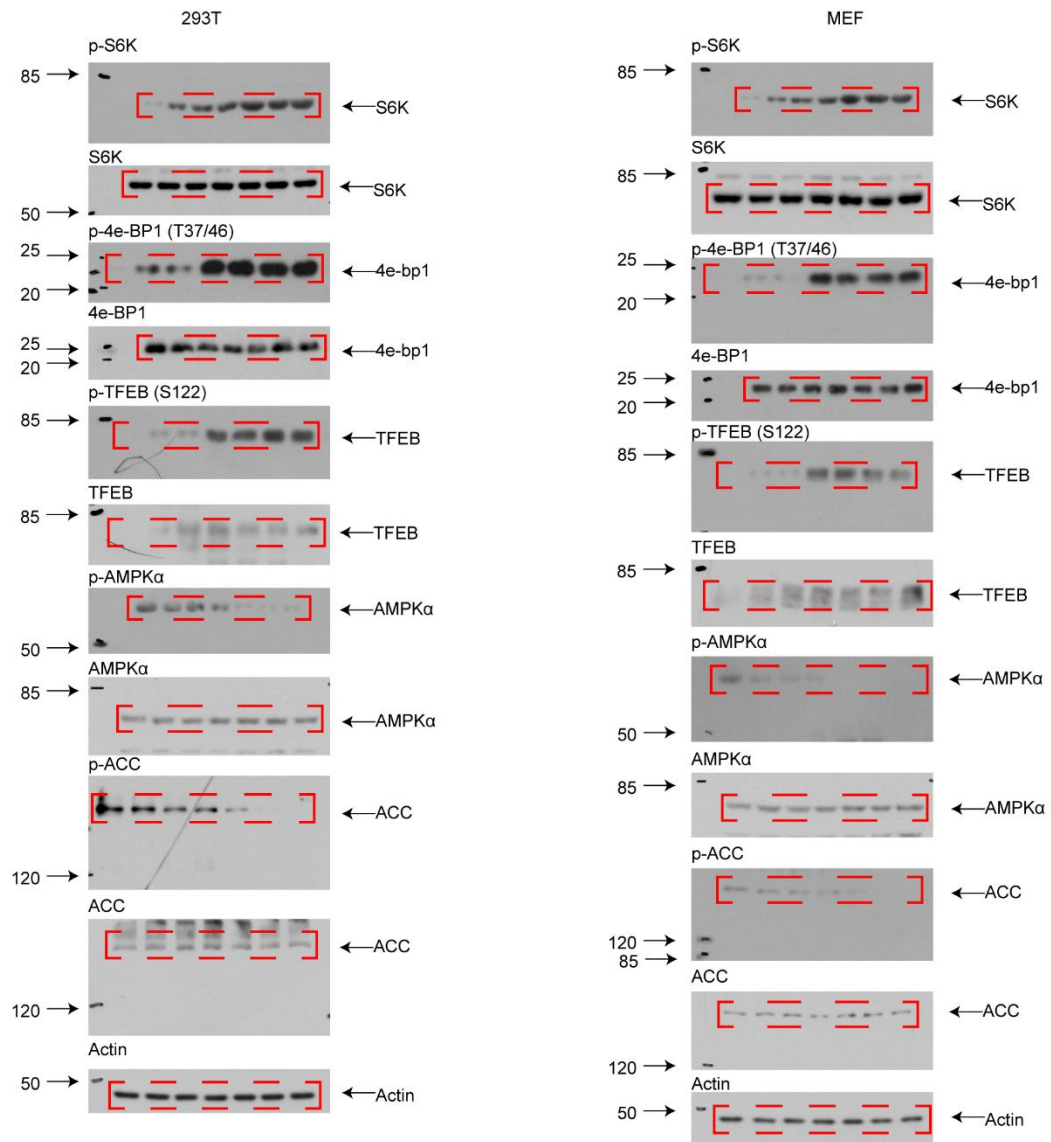 293T
p-S6K
85
S6K
S6K
S6K
50
p-4e-BP1 (T37/46)
25
4e-bp1
20
4e-BP1
25
4e-bp1
20
p-TFEB (S122)
85
TFEB
TFEB
85
TFEB
p-AMPKα
AMPKα
50
AMPKα
85
AMPKα
p-ACC
ACC
120
ACC
ACC
120
Actin
50
Actin
MEF
p-S6K
85
S6K
S6K
85
S6K
p-4e-BP1 (T37/46)
25
4e-bp1
20
4e-BP1
25
4e-bp1
20
p-TFEB (S122)
85
TFEB
TFEB
85
TFEB
p-AMPKα
AMPKα
50
AMPKα
85
AMPKα
p-ACC
ACC
120
85
ACC
ACC
120
Actin
50
Actin